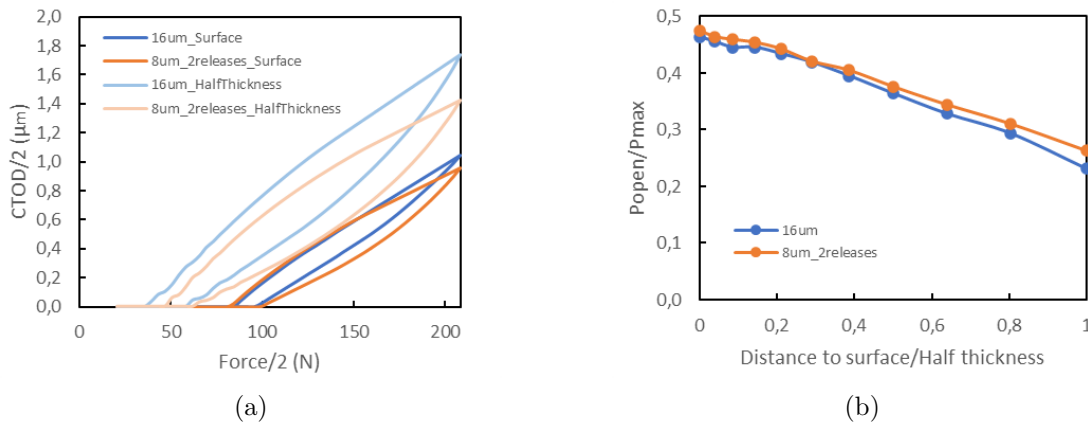 2,0
1,8
1,6
1,4
1,2
1,0
0,8
0,6
0,4
0,2
0,0
CTOD/2 (µm)
16um_Surface
8um_2releases_Surface
16um_HalfThickness
8um_2releases_HalfThickness
0 50 100 150 200
Force/2 (N)
(a)
0,5
0,4
0,3
0,2
0,1
0,0
Popen/Pmax
16um
8um_2releases
0 0,2 0,4 0,6 0,8 1
Distance to surface/Half thickness
(b)